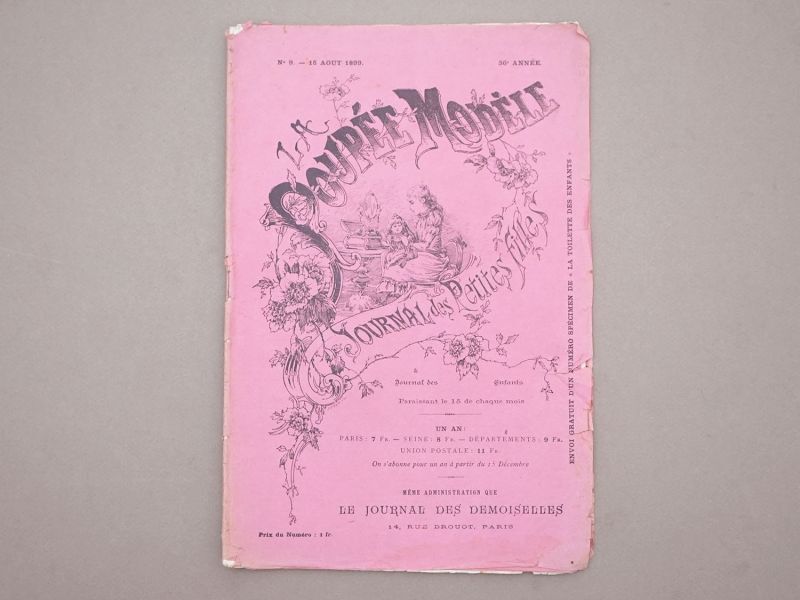 Nº 9. — 15 AOUT 1899.
36e ANNÉE.
LA
POUPÉE MODÈLE
JOURNAL des Petites filles
Journal des Enfants
Paraissant le 15 de chaque mois
UN AN:
PARIS: 7 Fr. — SEINE: 8 Fr. — DÉPARTEMENTS: 9 Fr.
UNION POSTALE: 11 Fr.
On s'abonne pour un an à partir du 15 Décembre
MÊME ADMINISTRATION QUE
LE JOURNAL DES DEMOISELLES
14, RUE DROUOT, PARIS
Prix du Numéro : 1 fr.
ENVOI GRATUIT D'UN NUMÉRO SPÉCIMEN DE « LA TOILETTE DES ENFANTS »